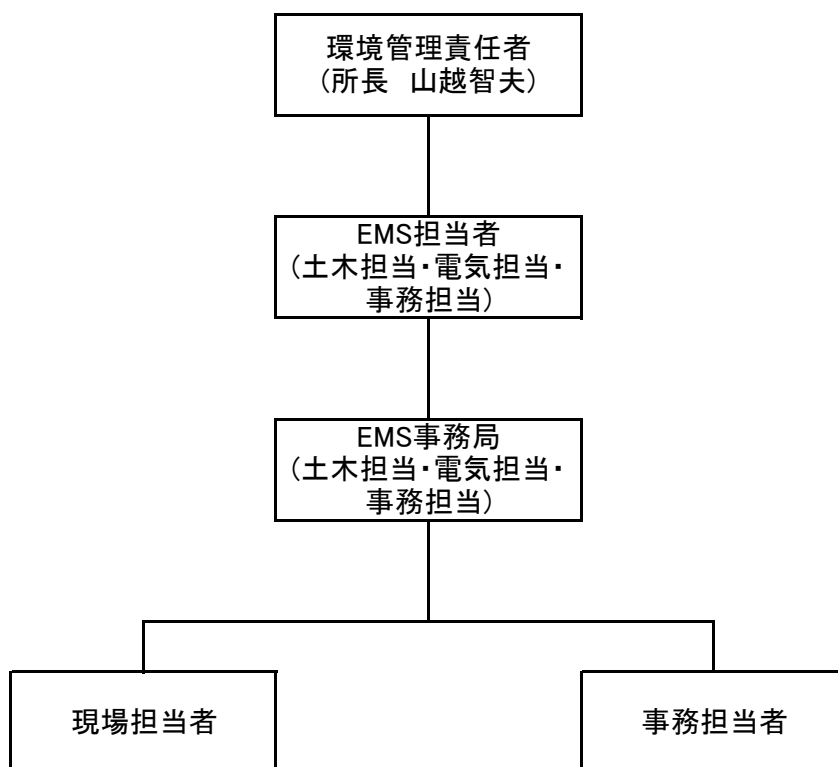 環境管理責任者
(所長　山越智夫)
EMS担当者
(土木担当・電気担当・
事務担当)
EMS事務局
(土木担当・電気担当・
事務担当)
現場担当者
事務担当者